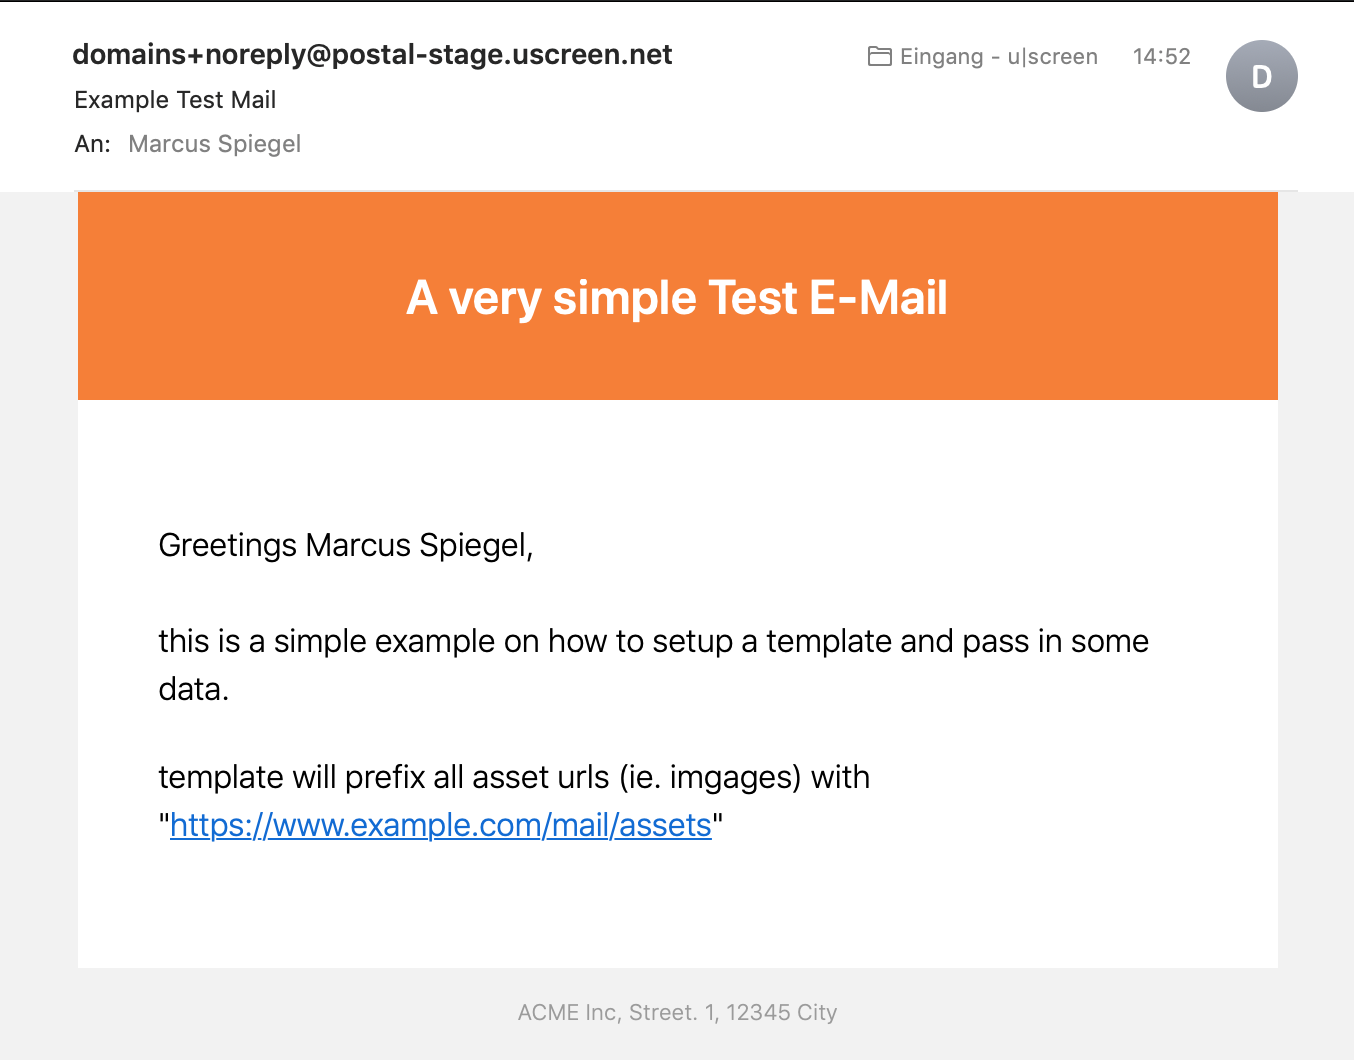 domains+noreply@postal-stage.uscreen.net
Eingang - u|screen 14:52
D
Example Test Mail
An: Marcus Spiegel
A very simple Test E-Mail
Greetings Marcus Spiegel,
this is a simple example on how to setup a template and pass in some
data.
template will prefix all asset urls (ie. imgages) with
"https://www.example.com/mail/assets"
ACME Inc, Street. 1, 12345 City